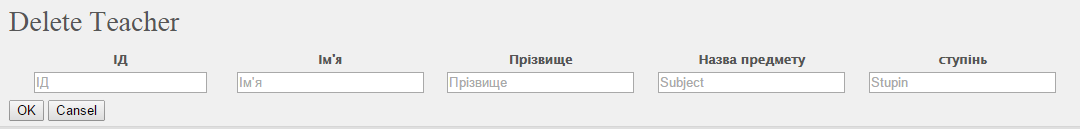 Delete Teacher
ІД Ім'я Прізвище Назва предмету ступінь
ІД Ім'я Прізвище Subject Stupin
OK Cansel